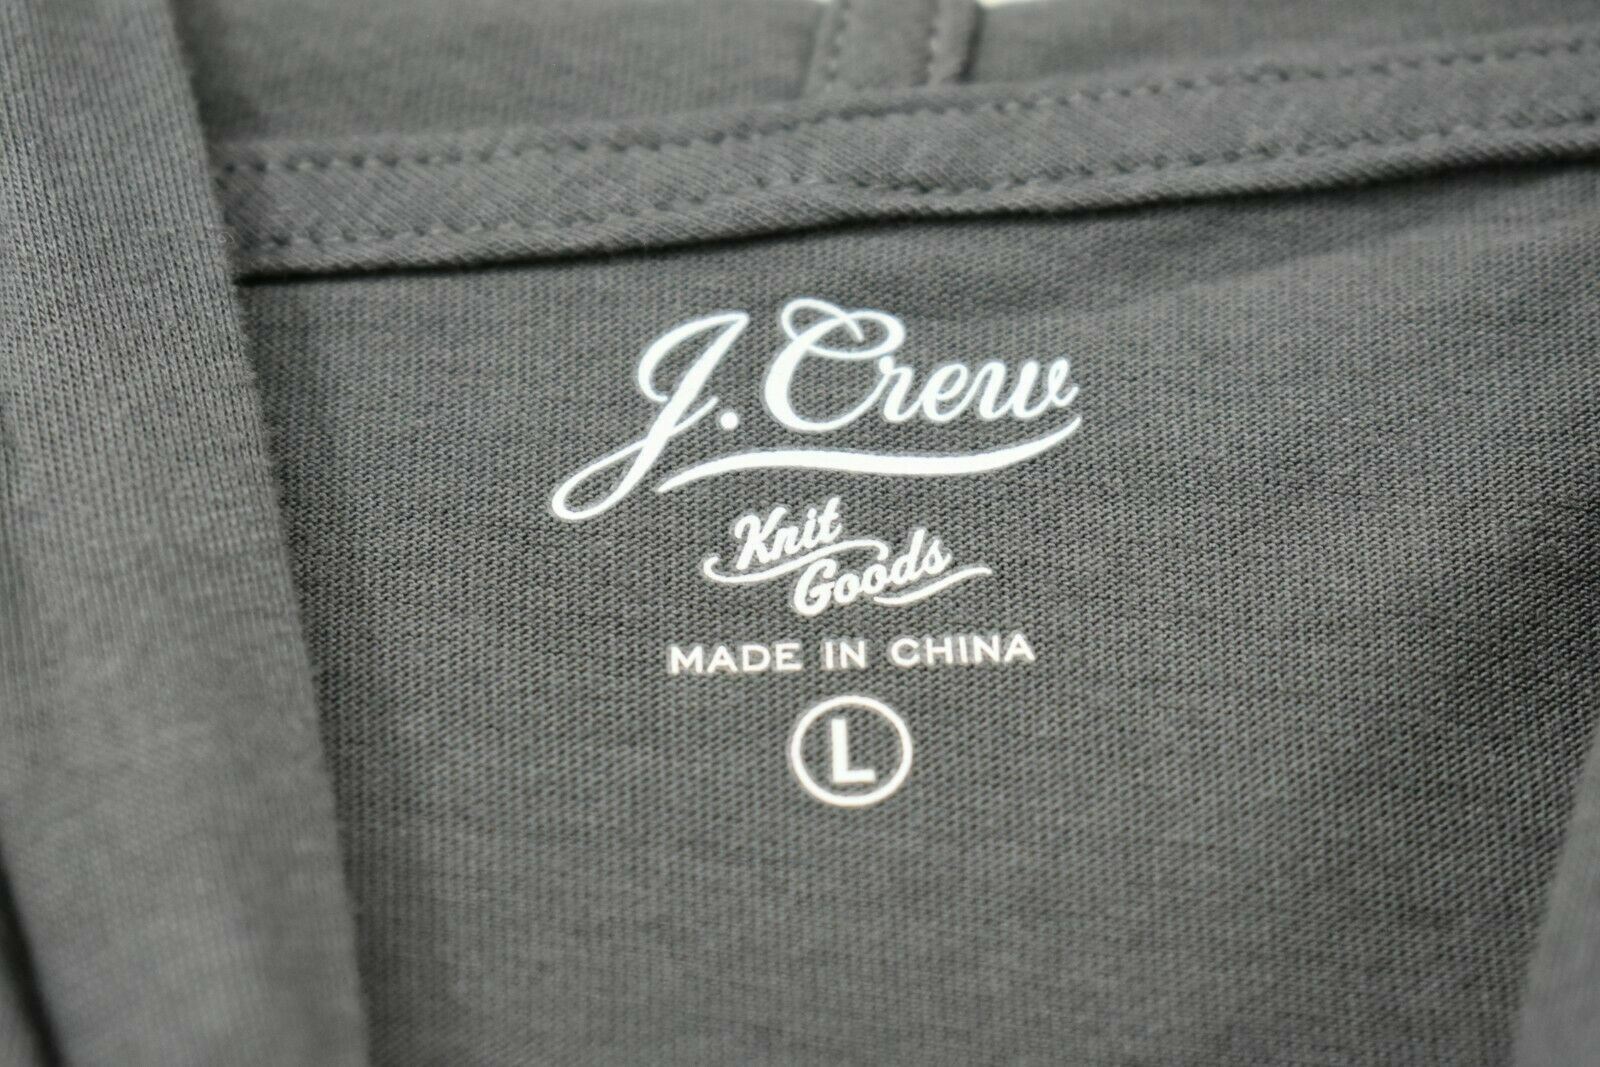 J. Crew
Knit
Goods
MADE IN CHINA
L